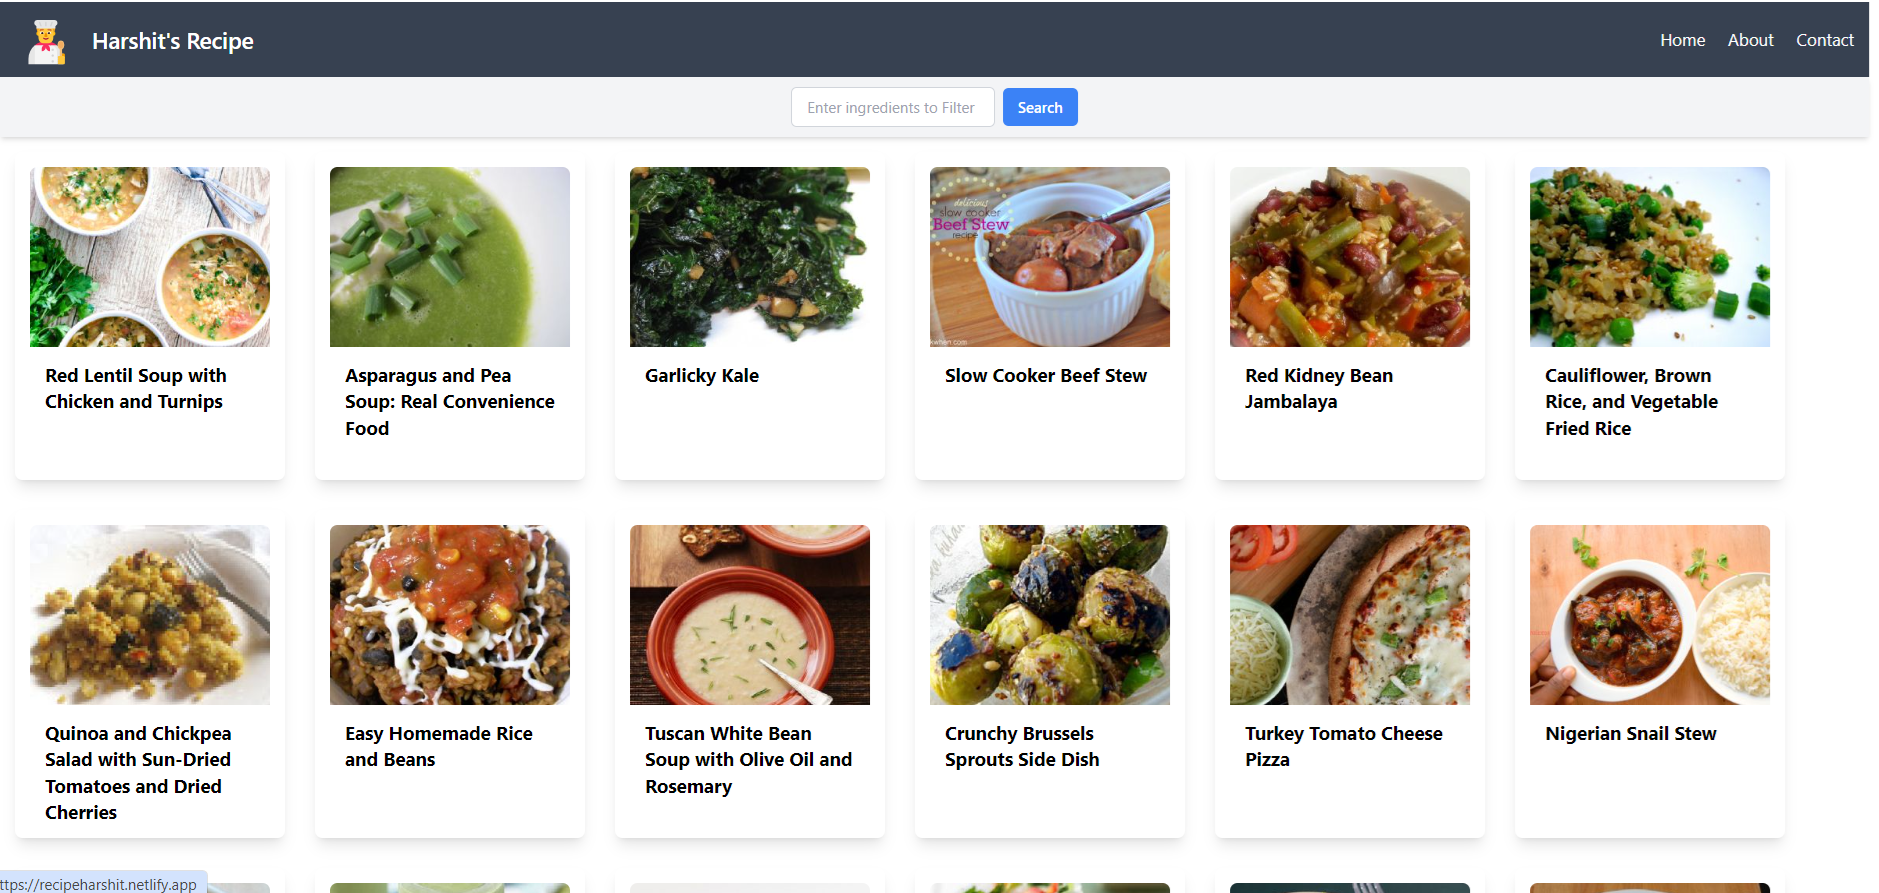 Harshit's Recipe
Home
About
Contact
Enter ingredients to Filter
Search
delicious
slow cooker
Beef Stew
recipe
Red Lentil Soup with
Chicken and Turnips
Asparagus and Pea
Soup: Real Convenience
Food
Garlicky Kale
Slow Cooker Beef Stew
Red Kidney Bean
Jambalaya
Cauliflower, Brown
Rice, and Vegetable
Fried Rice
Quinoa and Chickpea
Salad with Sun-Dried
Tomatoes and Dried
Cherries
Easy Homemade Rice
and Beans
Tuscan White Bean
Soup with Olive Oil and
Rosemary
Crunchy Brussels
Sprouts Side Dish
Turkey Tomato Cheese
Pizza
Nigerian Snail Stew
ttps://recipeharshit.netlify.app